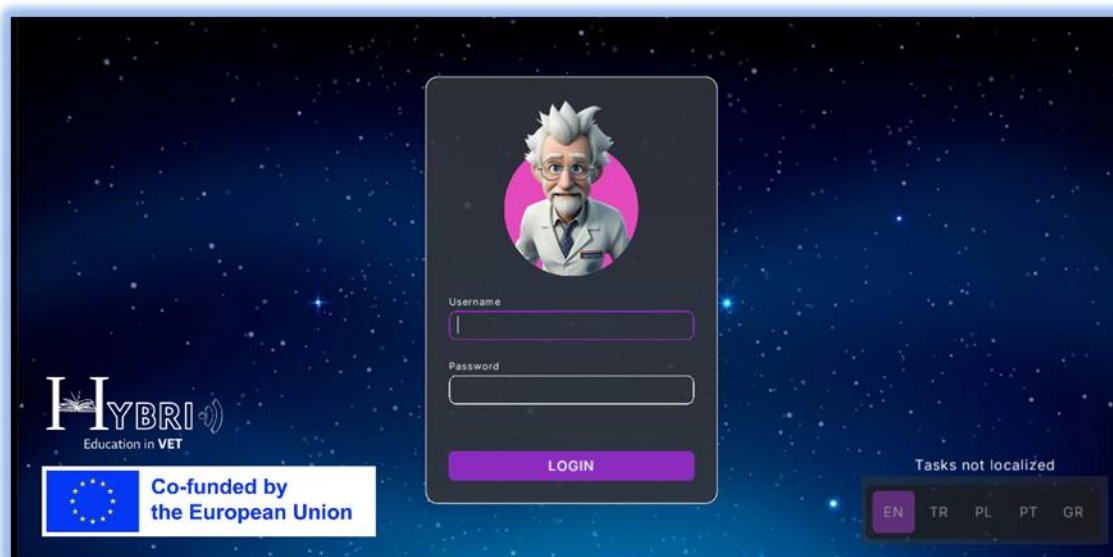 Username
Password
LOGIN
HYBRI
Education in VET
Co-funded by
the European Union
Tasks not localized
EN TR PL PT GR